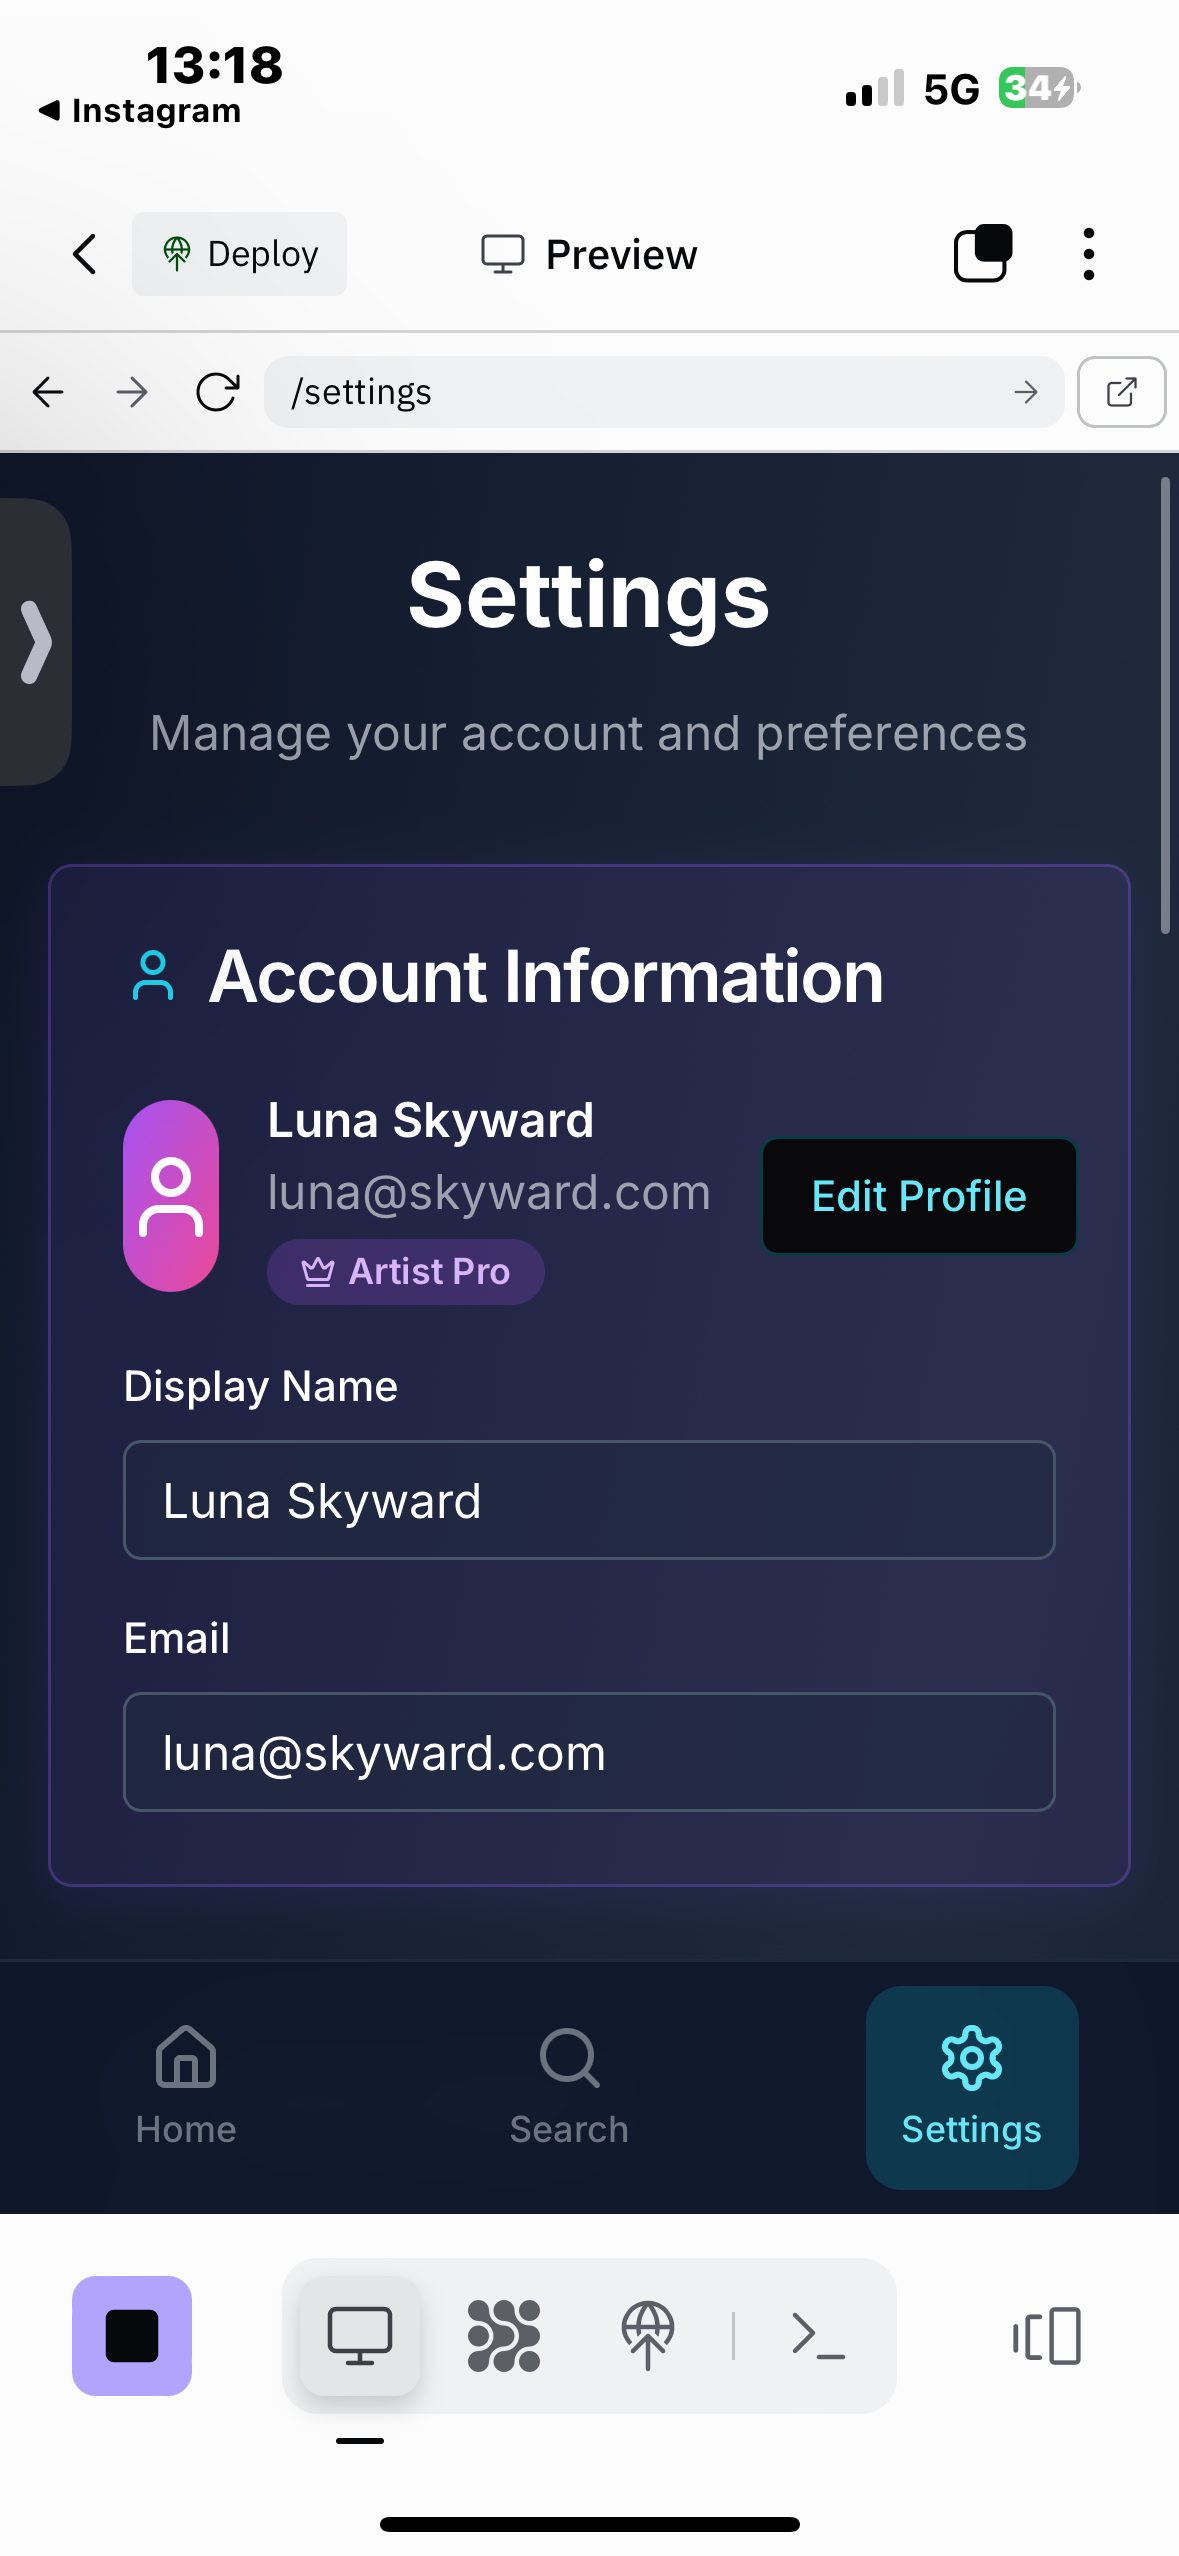 13:18
Instagram
5G
34
Deploy
Preview
/settings
Settings
Manage your account and preferences
Account Information
Luna Skyward
luna@skyward.com
Artist Pro
Edit Profile
Display Name
Luna Skyward
Email
luna@skyward.com
Home
Search
Settings